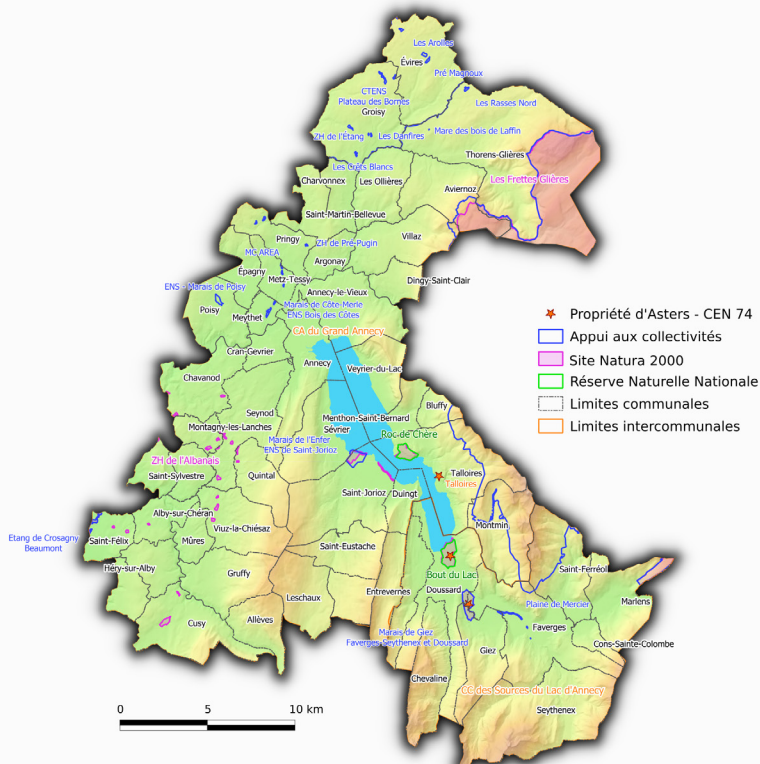 Les Arolles
Évires
Pré Magnoux
CTENS
Plateau des Bornes
Groisy
Les Rasses Nord
ZH de l'Étang
Les Danfires
Mare des bois de Laffin
Thorens-Glières
Les Crêts Blancs
Charvonnex
Les Ollières
Aviernoz
Les Frettes Glières
Saint-Martin-Bellevue
Pringy
ZH de Pré-Pugin
Villaz
MC AREA
Argonay
Épagny
Metz-Tessy
Dingy-Saint-Clair
ENS - Marais de Poisy
Annecy-le-Vieux
Poisy
Meythet
Marais de Côte-Merle
ENS Bois des Côtes
CA du Grand Annecy
Cran-Gevrier
Annecy
Veyrier-du-Lac
Chavanod
Seynod
Menthon-Saint-Bernard
Bluffy
Montagny-les-Lanches
Sévrier
Roc de Chère
Marais de l'Enfer
ENS de Saint-Jorioz
ZH de l'Albanais
Saint-Sylvestre
Quintal
Talloires
Talloires
Saint-Jorioz
Duingt
Alby-sur-Chéran
Viuz-la-Chiésaz
Montmin
Etang de Crosagny
Beaumont
Saint-Félix
Mûres
Saint-Eustache
Héry-sur-Alby
Gruffy
Bout du Lac
Saint-Ferréol
Leschaux
Entrevernes
Doussard
Plaine de Mercier
Marlens
Cusy
Allèves
Marais de Giez
Faverges-Seythenex et Doussard
Faverges
Giez
Cons-Sainte-Colombe
Chevaline
CC des Sources du Lac d'Annecy
Seythenex
Propriété d'Asters - CEN 74
Appui aux collectivités
Site Natura 2000
Réserve Naturelle Nationale
Limites communales
Limites intercommunales
0 5 10 km